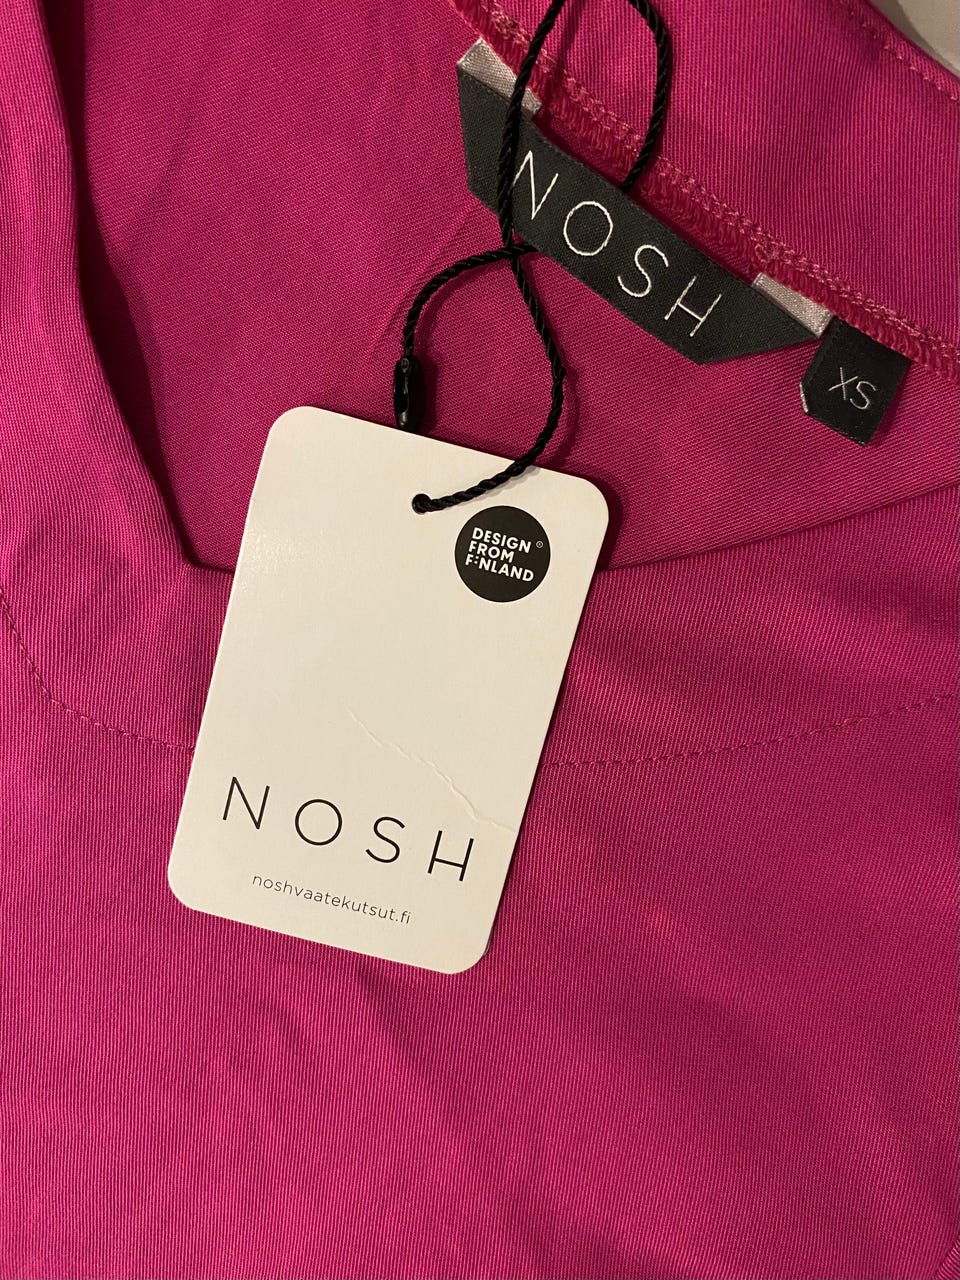 NOSH
XS
DESIGN
FROM
FINLAND
NOSH
noshvaatekutsut.fi